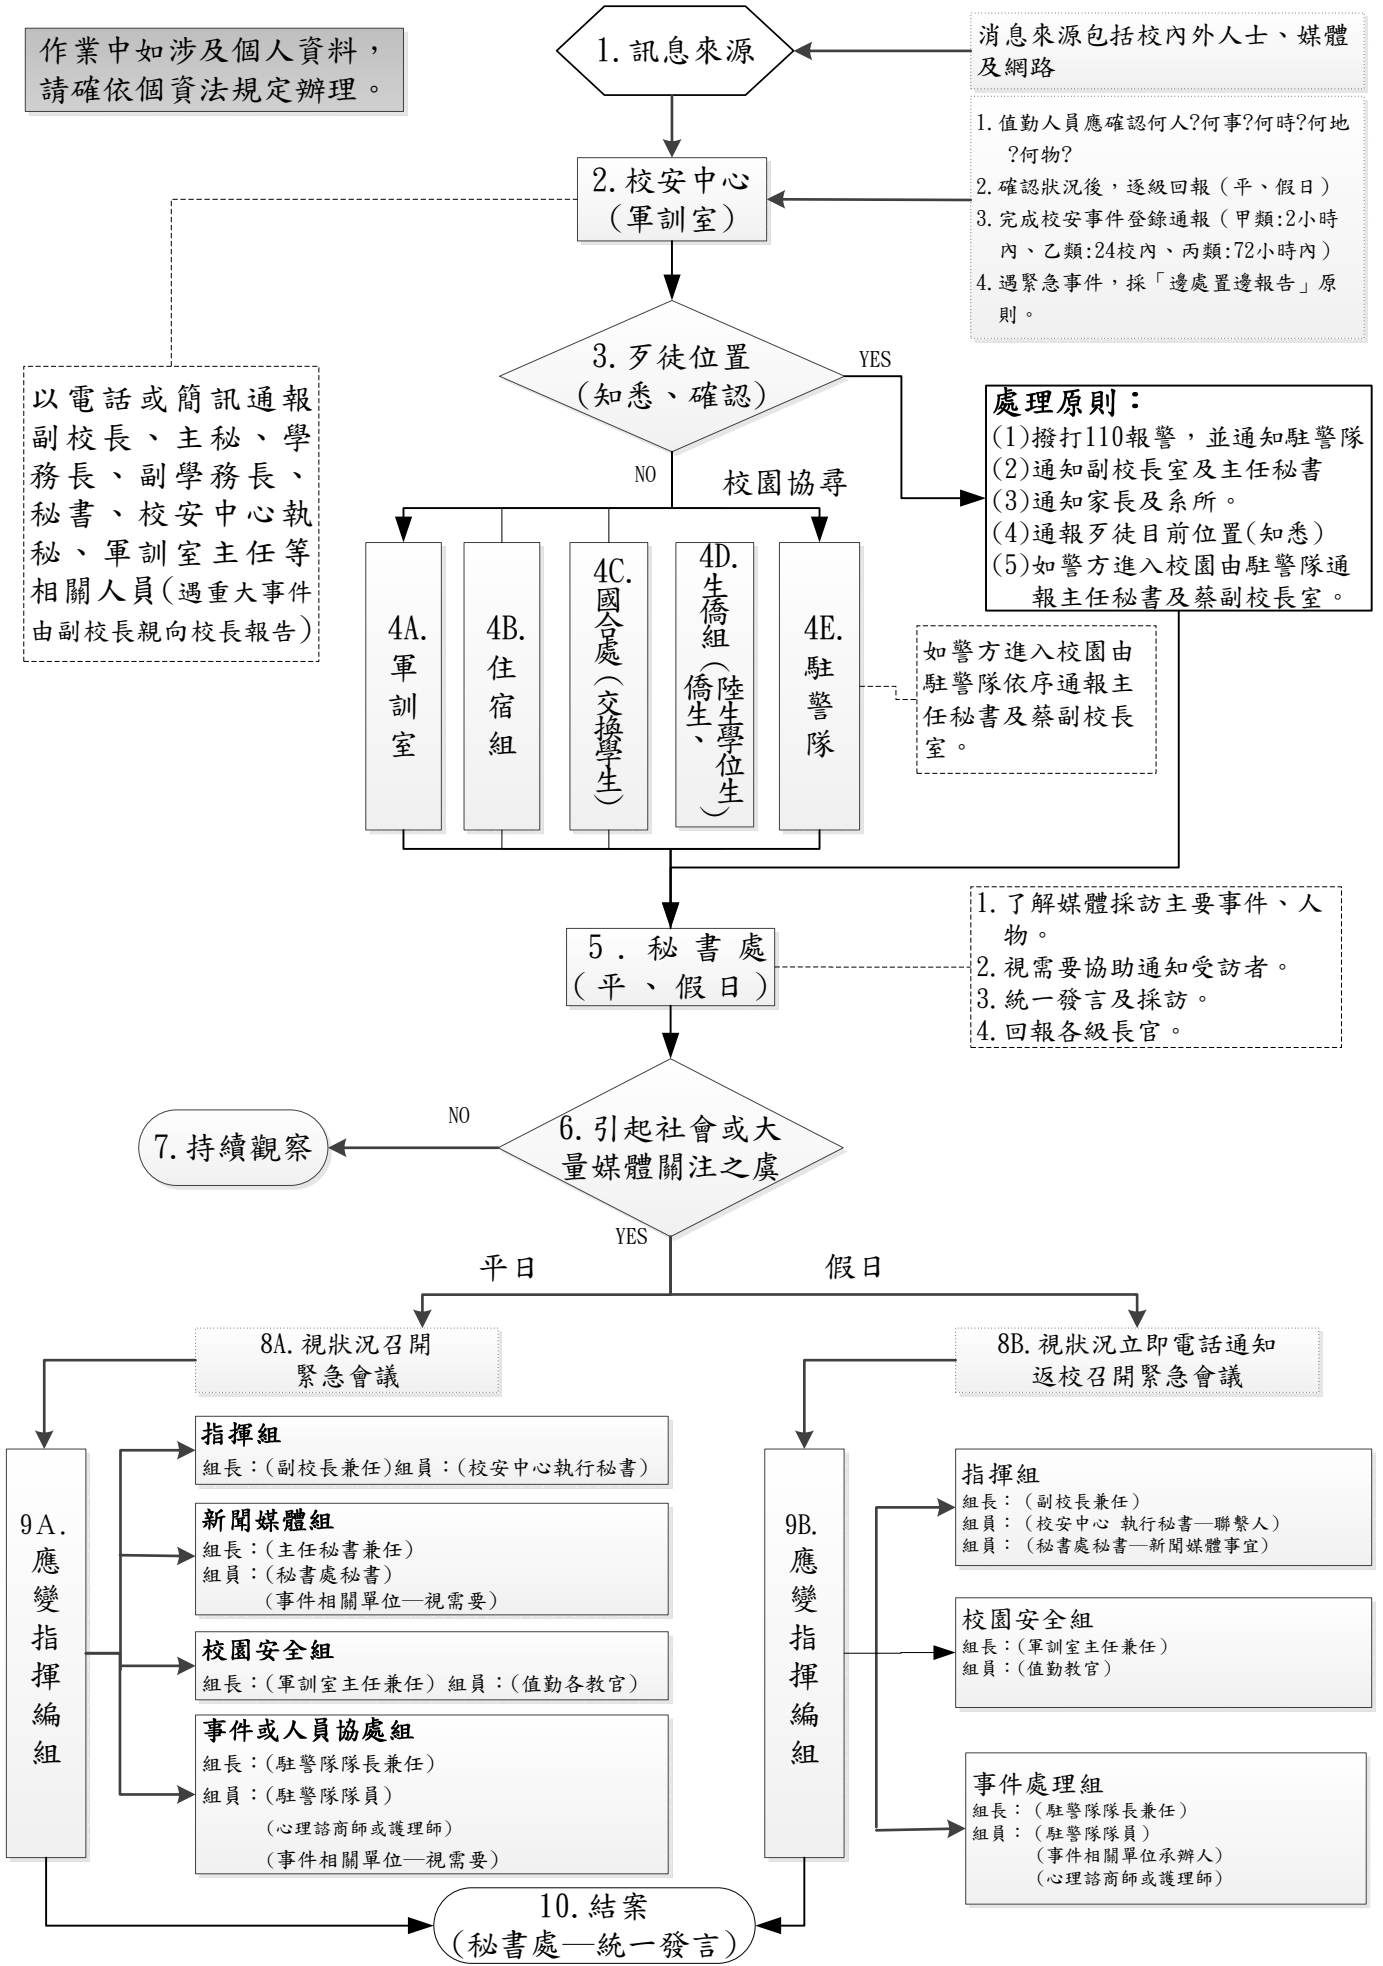 作業中如涉及個人資料，
請確依個資法規定辦理。
1.訊息來源
消息來源包括校內外人士、媒體
及網路
1.值勤人員應確認何人?何事?何時?何地
?何物?
2.確認狀況後，逐級回報（平、假日）
3.完成校安事件登錄通報（甲類:2小時
內、乙類:24校內、丙類:72小時內）
4.遇緊急事件，採「邊處置邊報告」原
則。
2.校安中心
（軍訓室）
3.歹徒位置
(知悉、確認)
YES
NO
校園協尋
以電話或簡訊通報
副校長、主秘、學
務長、副學務長、
秘書、校安中心執
秘、軍訓室主任等
相關人員(遇重大事件
由副校長親向校長報告)
處理原則：
(1)撥打110報警，並通知駐警隊
(2)通知副校長室及主任秘書
(3)通知家長及系所。
(4)通報歹徒目前位置(知悉)
(5)如警方進入校園由駐警隊通
報主任秘書及蔡副校長室。
4A.
軍訓室
4B.
住宿組
4C.
國合處(交換學生)
4D.
生僑組(陸生學位生)
僑生、
4E.
駐警隊
如警方進入校園由
駐警隊依序通報主
任秘書及蔡副校長
室。
5.秘書處
(平、假日)
1.了解媒體採訪主要事件、人
物。
2.視需要協助通知受訪者。
3.統一發言及採訪。
4.回報各級長官。
6.引起社會或大
量媒體關注之虞
NO
7.持續觀察
YES
平日
假日
8A.視狀況召開
緊急會議
8B.視狀況立即電話通知
返校召開緊急會議
9A.
應變指揮編組
指揮組
組長：(副校長兼任)組員：(校安中心執行秘書)
新聞媒體組
組長：(主任秘書兼任)
組員：(秘書處秘書)
(事件相關單位—視需要)
校園安全組
組長：(軍訓室主任兼任) 組員：(值勤各教官)
事件或人員協處組
組長：(駐警隊隊長兼任)
組員：(駐警隊隊員)
(心理諮商師或護理師)
(事件相關單位—視需要)
9B.
應變指揮編組
指揮組
組長：（副校長兼任）
組員：（校安中心 執行秘書—聯繫人）
組員：（秘書處秘書—新聞媒體事宜）
校園安全組
組長：(軍訓室主任兼任)
組員：(值勤教官)
事件處理組
組長：（駐警隊隊長兼任）
組員：（駐警隊隊員）
（事件相關單位承辦人）
（心理諮商師或護理師）
10.結案
(秘書處—統一發言)